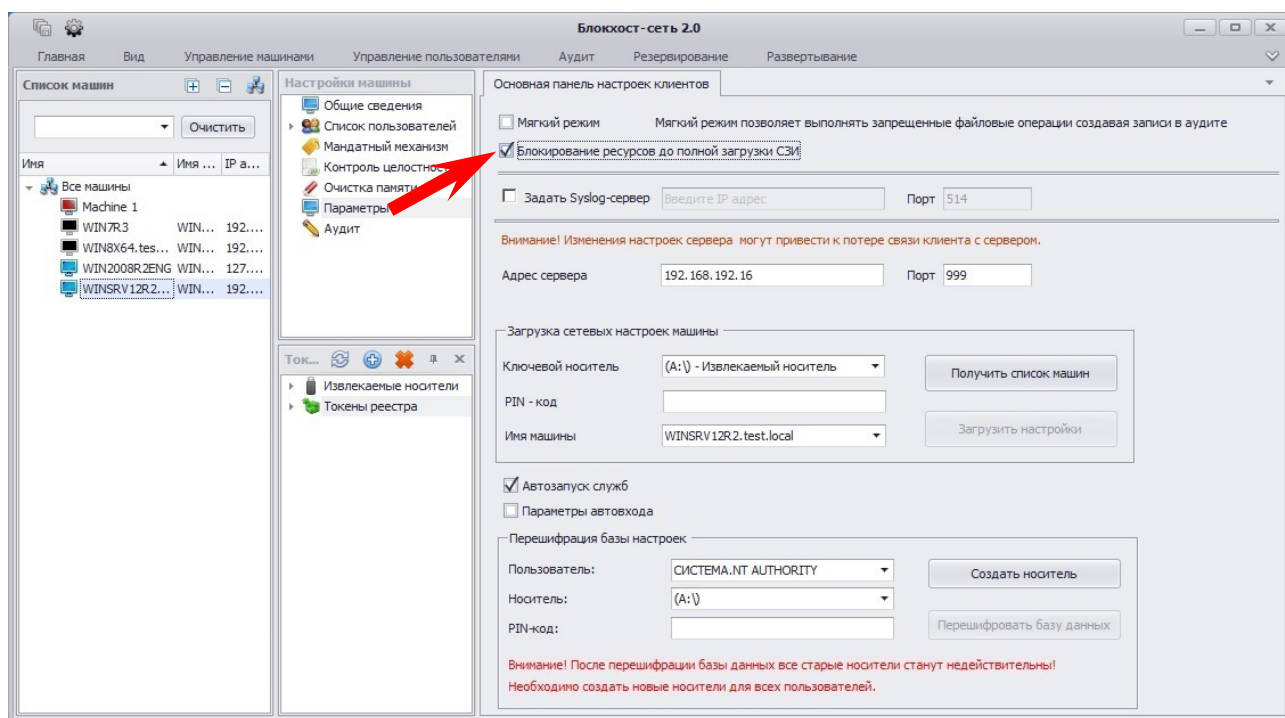 Блокхост-сеть 2.0
Главная Вид Управление машинами Управление пользователями Аудит Резервирование Развертывание
Список машин
Очистить
Имя Имя ... IP а...
Все машины
Machine 1
WIN7R3 WIN... 192....
WIN8X64.tes... WIN... 192....
WIN2008R2ENG WIN... 127....
WINSRV12R2... WIN... 192....
Настройки машины
Общие сведения
Список пользователей
Мандатный механизм
Контроль целостнос
Очистка памяти
Параметры
Аудит
Ток...
Извлекаемые носители
Токены реестра
Основная панель настроек клиентов
Мягкий режим Мягкий режим позволяет выполнять запрещенные файловые операции создавая записи в аудите
Блокирование ресурсов до полной загрузки СЗИ
Задать Syslog-сервер Введите IP адрес Порт 514
Внимание! Изменения настроек сервера могут привести к потере связи клиента с сервером.
Адрес сервера 192.168.192.16 Порт 999
Загрузка сетевых настроек машины
Ключевой носитель (A:\) - Извлекаемый носитель Получить список машин
PIN - код
Имя машины WINSRV12R2.test.local Загрузить настройки
Автозапуск служб
Параметры автовхода
Перешифрация базы настроек
Пользователь: СИСТЕМА.NT AUTHORITY Создать носитель
Носитель: (A:\)
PIN-код: Перешифровать базу данных
Внимание! После перешифрации базы данных все старые носители станут недействительны!
Необходимо создать новые носители для всех пользователей.